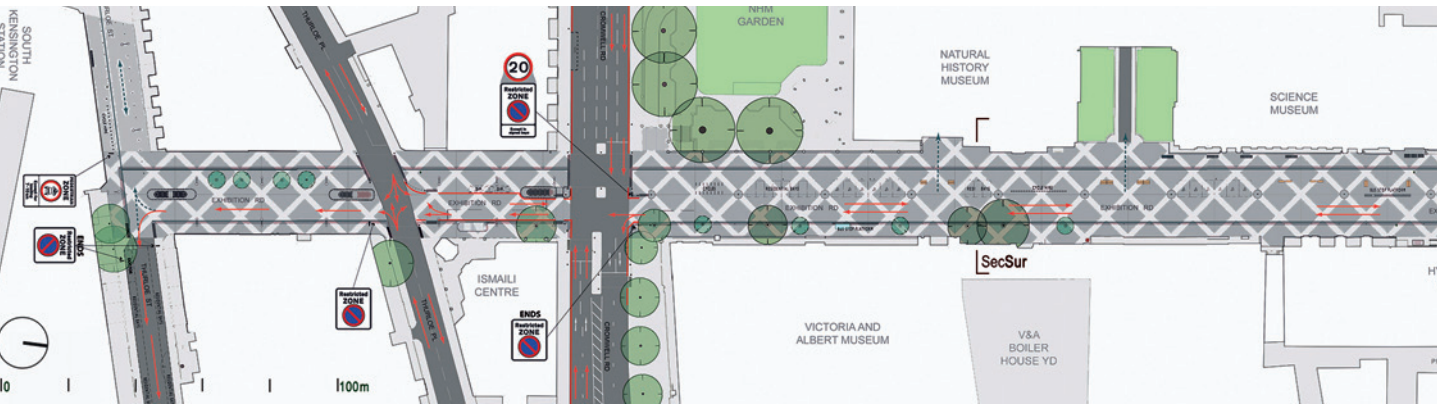 SOUTH
KENSINGTON
STATION
THURLOE ST
THURLOE PL
CROMWELL RD
NHM
GARDEN
NATURAL
HISTORY
MUSEUM
SCIENCE
MUSEUM
20
Restricted
ZONE
EXHIBITION RD
EXHIBITION RD
EXHIBITION RD
EXHIBITION RD
ENDS
Restricted
ZONE
THURLOE ST
Restricted
ZONE
THURLOE PL
ISMAILI
CENTRE
ENDS
Restricted
ZONE
CROMWELL RD
VICTORIA AND
ALBERT MUSEUM
SecSur
V&A
BOILER
HOUSE YD
0
100m